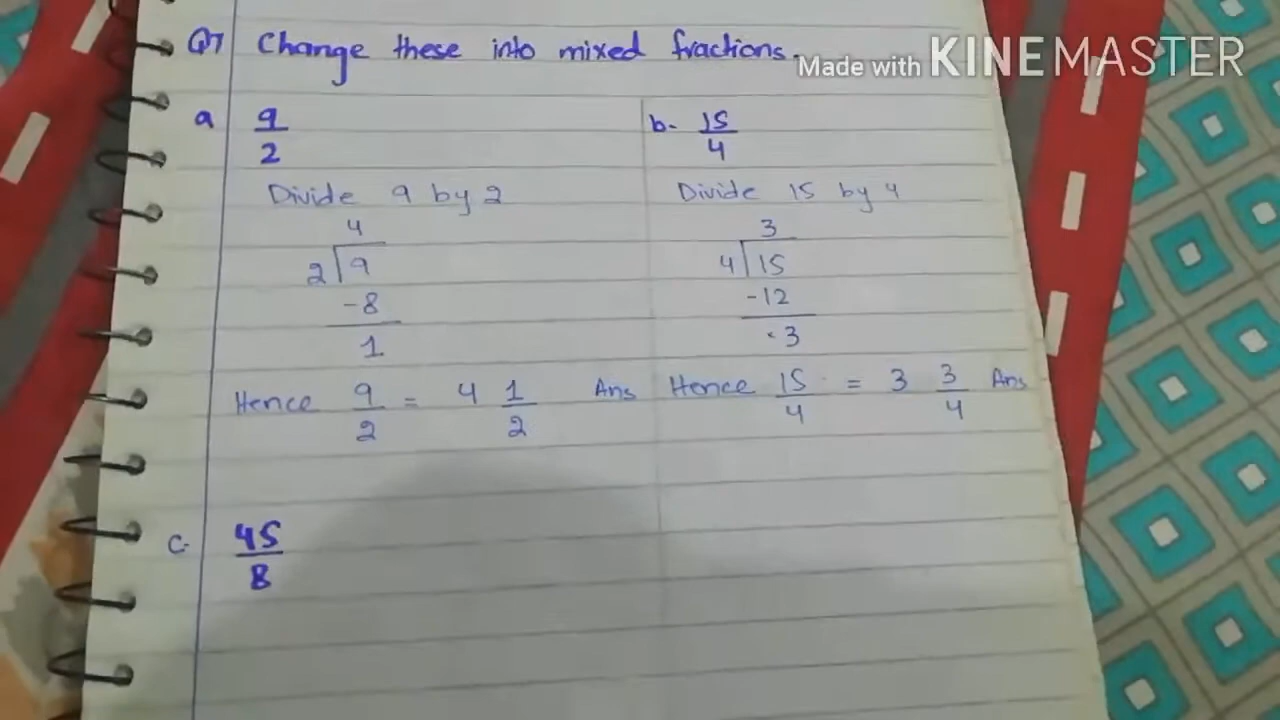 Q7 Change these into mixed fractions.
Made with KINEMASTER
a 9/2
Divide 9 by 2
4
2 9
-8
1
Hence 9/2 = 4 1/2 Ans
b. 15/4
Divide 15 by 4
3
4 15
-12
3
Hence 15/4 = 3 3/4 Ans
c. 45/8